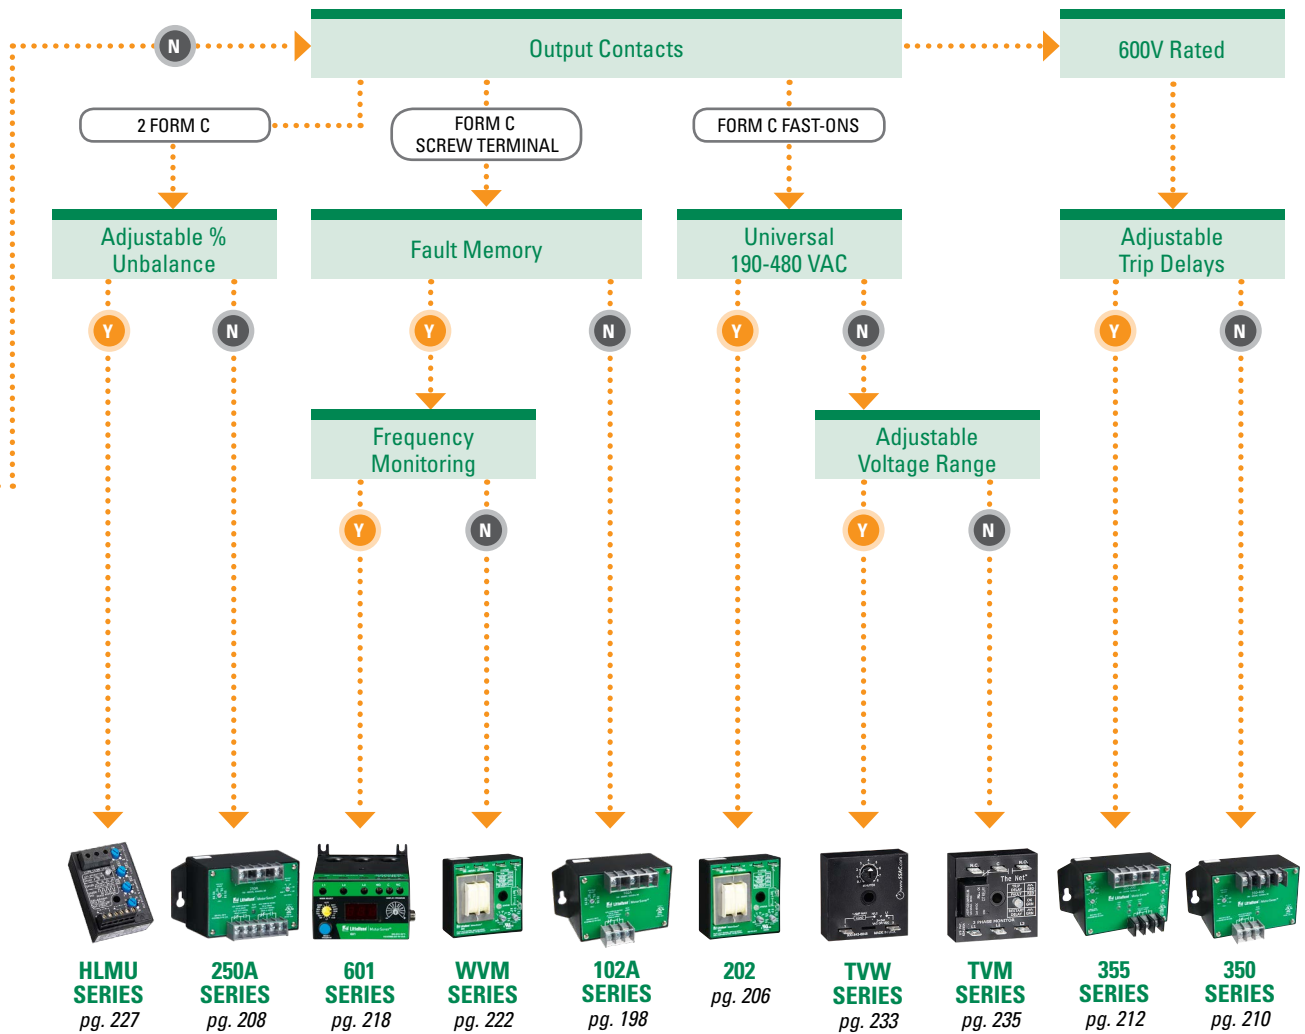 N
Output Contacts
600V Rated
2 FORM C
FORM C
SCREW TERMINAL
FORM C FAST-ONS
Adjustable %
Unbalance
Fault Memory
Universal
190-480 VAC
Adjustable
Trip Delays
Y
N
Y
N
Y
N
Y
N
Frequency
Monitoring
Adjustable
Voltage Range
Y
N
Y
N
The Net
HLMU
SERIES
pg. 227
250A
SERIES
pg. 208
601
SERIES
pg. 218
WVM
SERIES
pg. 222
102A
SERIES
pg. 198
202
pg. 206
TVW
SERIES
pg. 233
TVM
SERIES
pg. 235
355
SERIES
pg. 212
350
SERIES
pg. 210